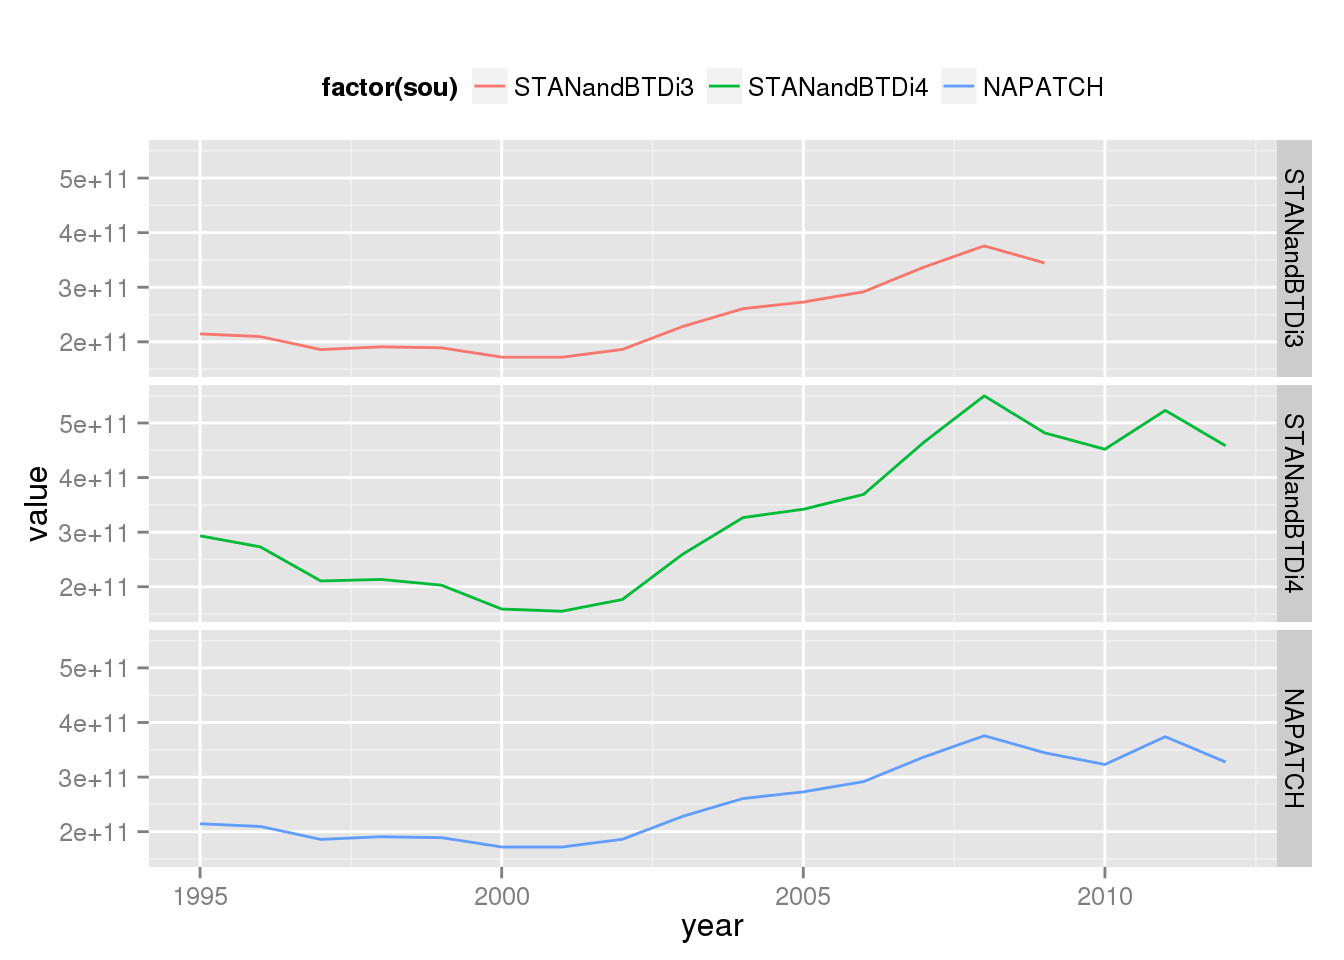 factor(sou) STANandBTDi3 STANandBTDi4 NAPATCH
5e+11
4e+11
3e+11
2e+11
STANandBTDi3
value
5e+11
4e+11
3e+11
2e+11
STANandBTDi4
5e+11
4e+11
3e+11
2e+11
NAPATCH
1995 2000 2005 2010
year